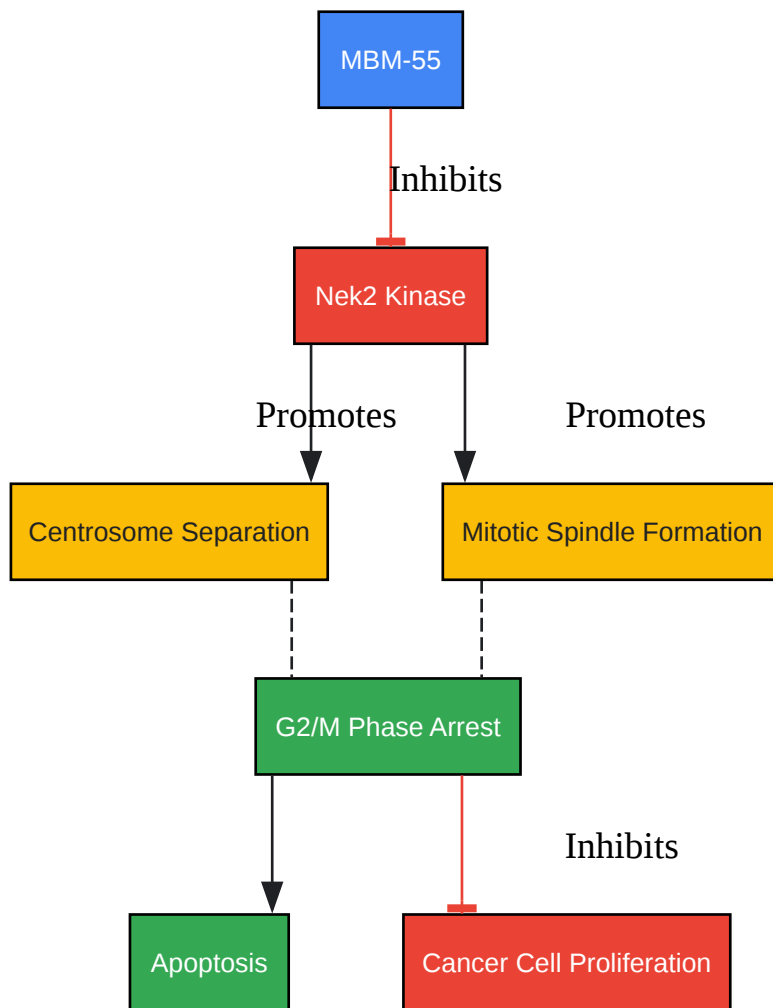 MBM-55
Inhibits
Nek2 Kinase
Promotes
Promotes
Centrosome Separation
Mitotic Spindle Formation
G2/M Phase Arrest
Inhibits
Apoptosis
Cancer Cell Proliferation